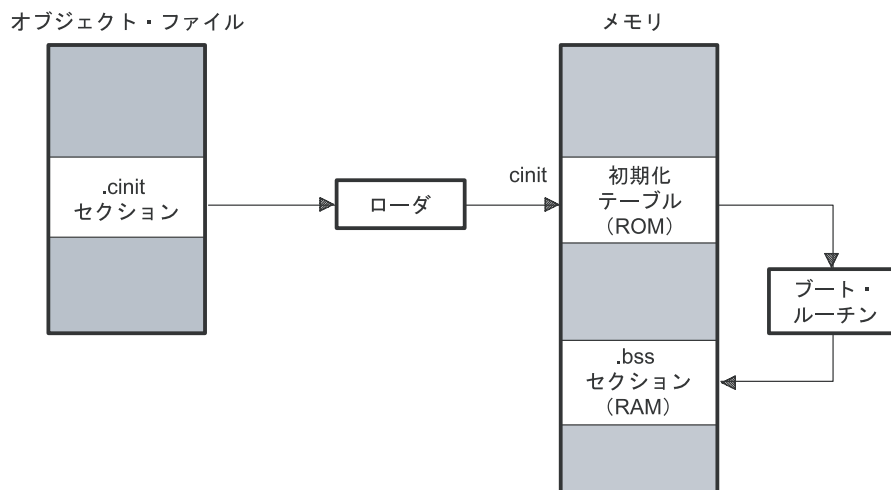 オブジェクト・ファイル
メモリ
.cinit
セクション
ローダ
cinit
初期化
テーブル
（ROM）
ブート・
ルーチン
.bss
セクション
（RAM）